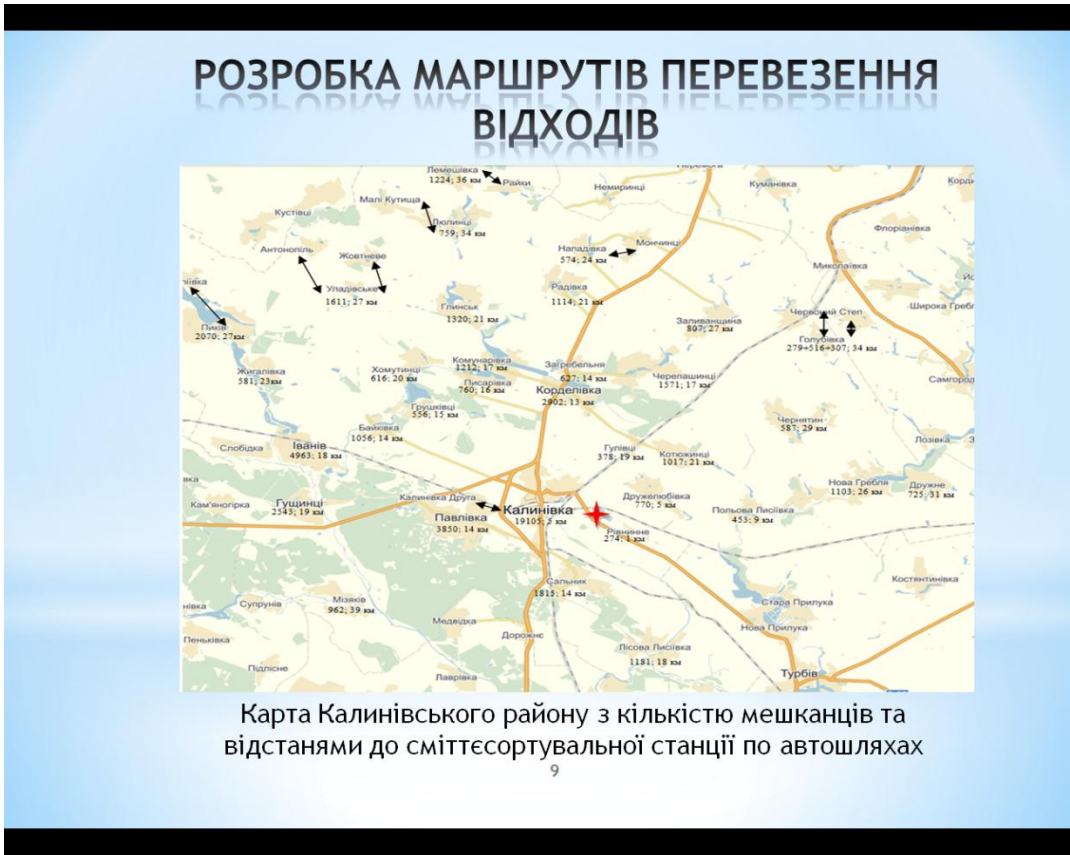 РОЗРОБКА МАРШРУТІВ ПЕРЕВЕЗЕННЯ
ВІДХОДІВ
Лемешівка
1224; 36 км
Райки
Немиринці
Куманівка
Малі Кутища
Кустівці
Люлинці
759; 34 км
Флоріанівка
Антонопіль
Жовтневе
Нападівка
574; 24 км
Мончинці
Миколаївка
Уладівське
1611; 27 км
Радівка
1114; 21 км
Глинськ
1320; 21 км
Широка Гребл
Червоний Степ
Заливанщина
807; 27 км
Пиків
2070; 27км
Голубівка
279+516+307; 34 км
Жигалівка
581; 23км
Хомутинці
616; 20 км
Комунарівка
1212; 17 км
Загребельня
627; 14 км
Черепашинці
1571; 17 км
Самгород
Писарівка
760; 16 км
Корделівка
2902; 13 км
Грушківці
556; 15 км
Чернятин
587; 29 км
Байківка
1056; 14 км
Слобідка
Іванів
4963; 18 км
Гулівці
378; 19 км
Котюжинці
1017; 21 км
Лозівка
Нова Гребля
1103; 26 км
Дружне
725; 31 км
Кам'яногірка
Гущинці
2543; 19 км
Калинівка Друга
Калинівка
19105; 5 км
Дружелюбівка
770; 5 км
Польова Лисіївка
453; 9 км
Павлівка
3850; 14 км
Рівнинне
274; 1 км
Сальник
1815; 14 км
Костянтинівка
Супрунів
Мізяків
962; 39 км
Стара Прилука
Медвідка
Дорожнє
Нова Прилука
Пеньківка
Лісова Лисіївка
1181; 18 км
Підлісне
Лаврівка
Турбів
Карта Калинівського району з кількістю мешканців та
відстанями до сміттєсортувальної станції по автошляхах
9